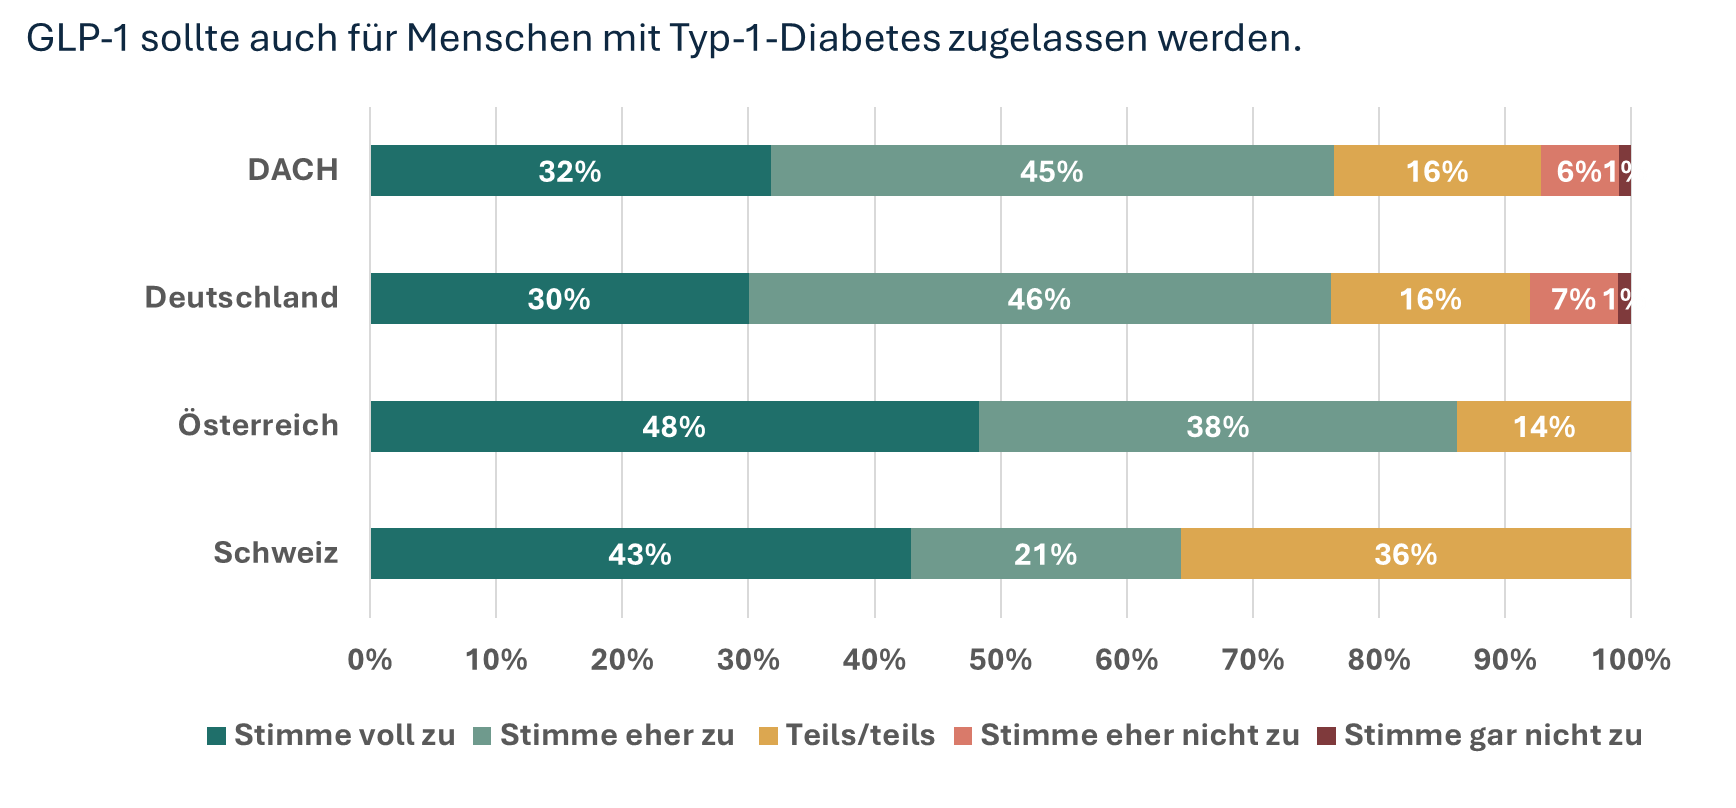 GLP-1 sollte auch für Menschen mit Typ-1-Diabetes zugelassen werden.
DACH 32% 45% 16% 6% 1%
Deutschland 30% 46% 16% 7% 1%
Österreich 48% 38% 14%
Schweiz 43% 21% 36%
0% 10% 20% 30% 40% 50% 60% 70% 80% 90% 100%
Stimme voll zu Stimme eher zu Teils/teils Stimme eher nicht zu Stimme gar nicht zu